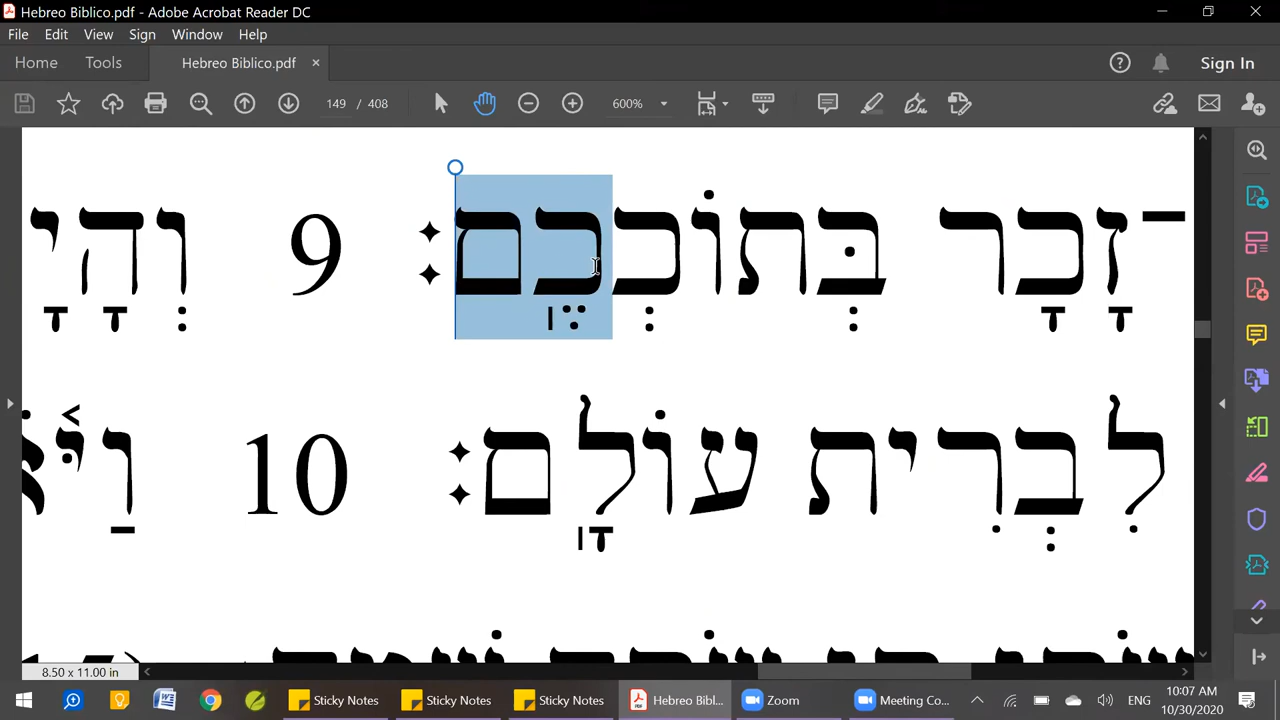 Hebreo Biblico.pdf - Adobe Acrobat Reader DC
File Edit View Sign Window Help
Home Tools Hebreo Biblico.pdf × Sign In
149 / 408 600%
־זָכָר בְּתוֹכְכֶֽם׃ 9 וְהָיָ
לִבְרִית עוֹלָֽם׃ 10
8.50 x 11.00 in
Sticky Notes Sticky Notes Sticky Notes Hebreo Bibl... Zoom Meeting Co... ENG 10:07 AM
10/30/2020